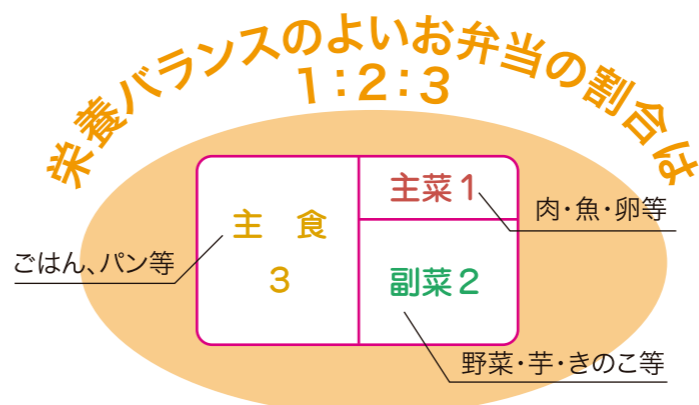 栄養バランスのよいお弁当の割合は
1:2:3
主菜1
肉・魚・卵等
主 食
3
ごはん、パン等
副菜2
野菜・芋・きのこ等